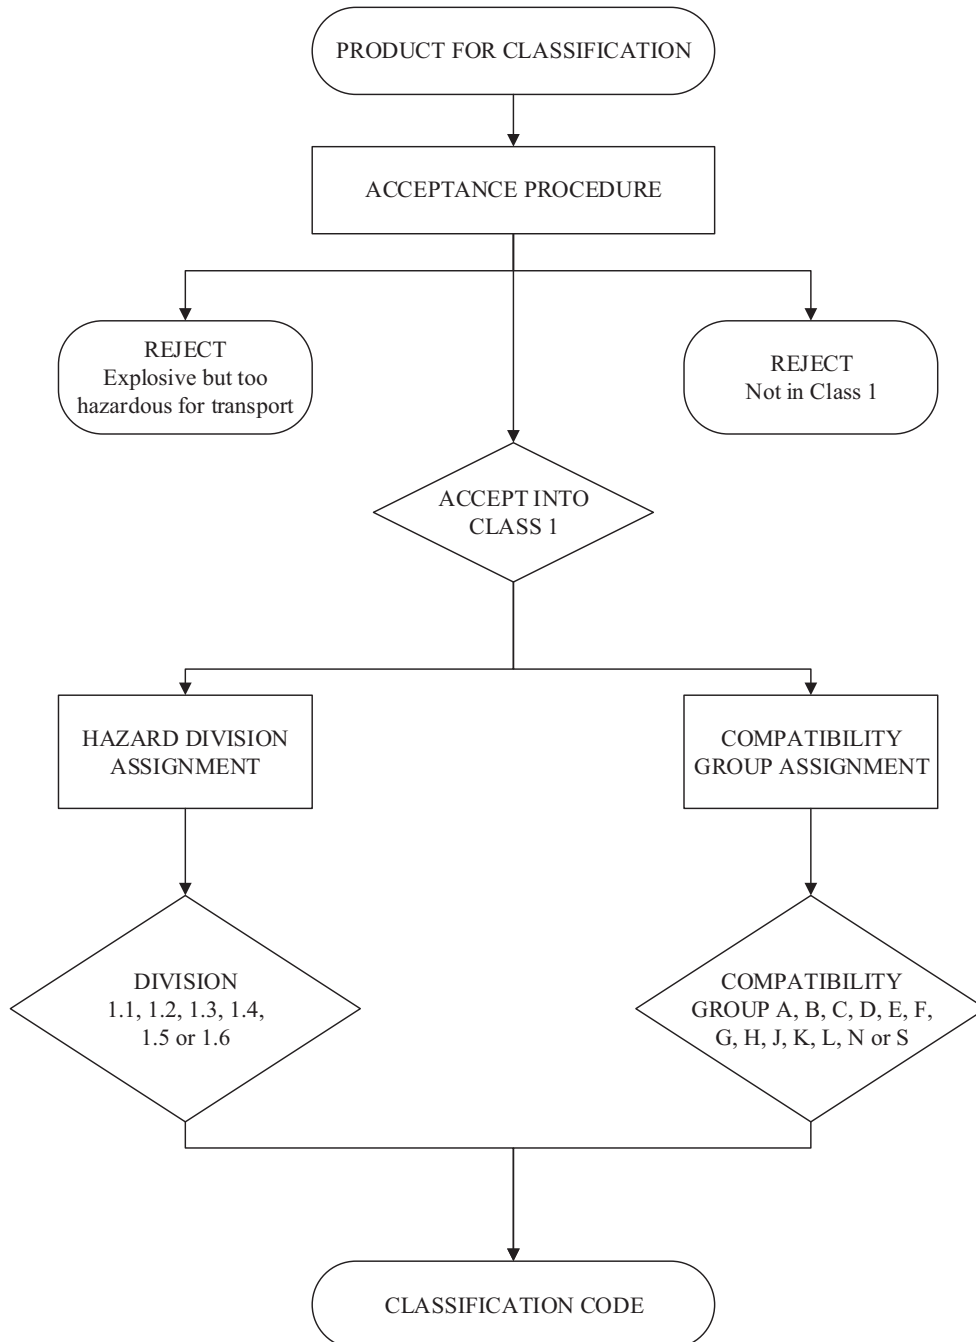 PRODUCT FOR CLASSIFICATION
ACCEPTANCE PROCEDURE
REJECT
Explosive but too
hazardous for transport
REJECT
Not in Class 1
ACCEPT INTO
CLASS 1
HAZARD DIVISION
ASSIGNMENT
COMPATIBILITY
GROUP ASSIGNMENT
DIVISION
1.1, 1.2, 1.3, 1.4,
1.5 or 1.6
COMPATIBILITY
GROUP A, B, C, D, E, F,
G, H, J, K, L, N or S
CLASSIFICATION CODE